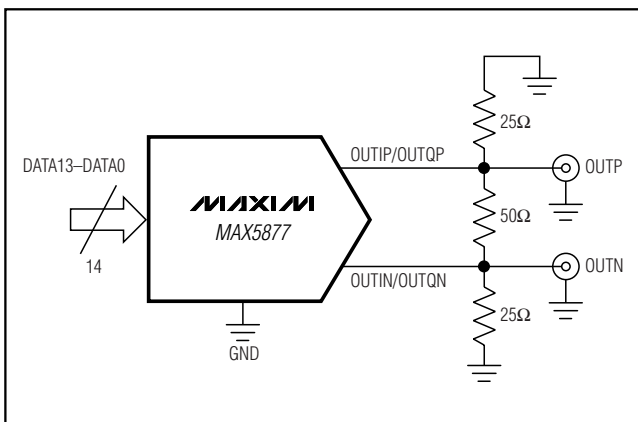 25Ω
OUTIP/OUTQP
OUTP
DATA13–DATA0
MAXIM
MAX5877
50Ω
14
OUTIN/OUTQN
OUTN
25Ω
GND